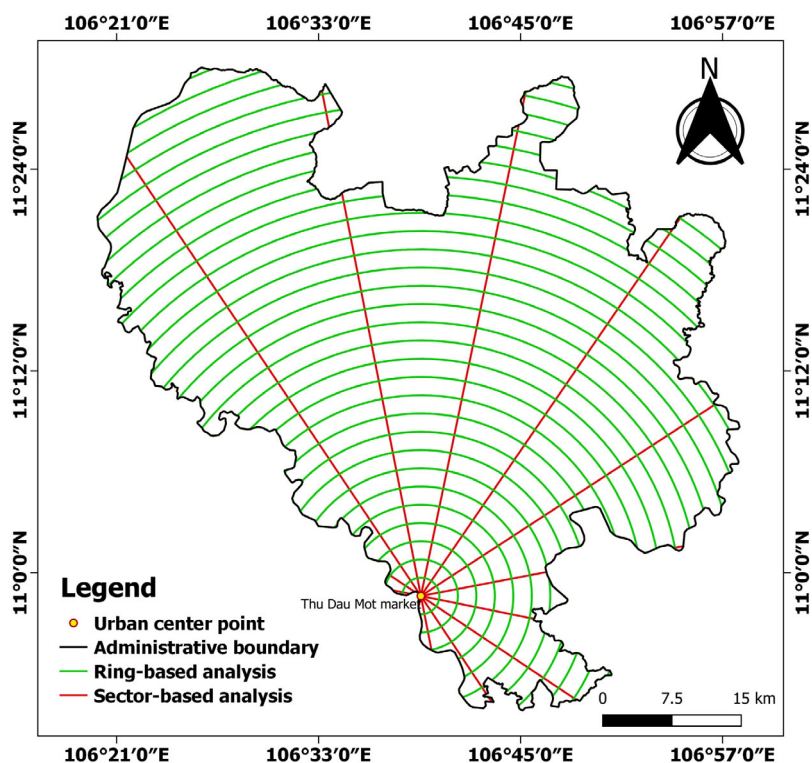 106°21′0″E 106°33′0″E 106°45′0″E 106°57′0″E
N
11°24′0″N 11°24′0″N
11°12′0″N 11°12′0″N
11°0′0″N 11°0′0″N
Thu Dau Mot market
Legend
Urban center point
Administrative boundary
Ring-based analysis
Sector-based analysis
0 7.5 15 km
106°21′0″E 106°33′0″E 106°45′0″E 106°57′0″E